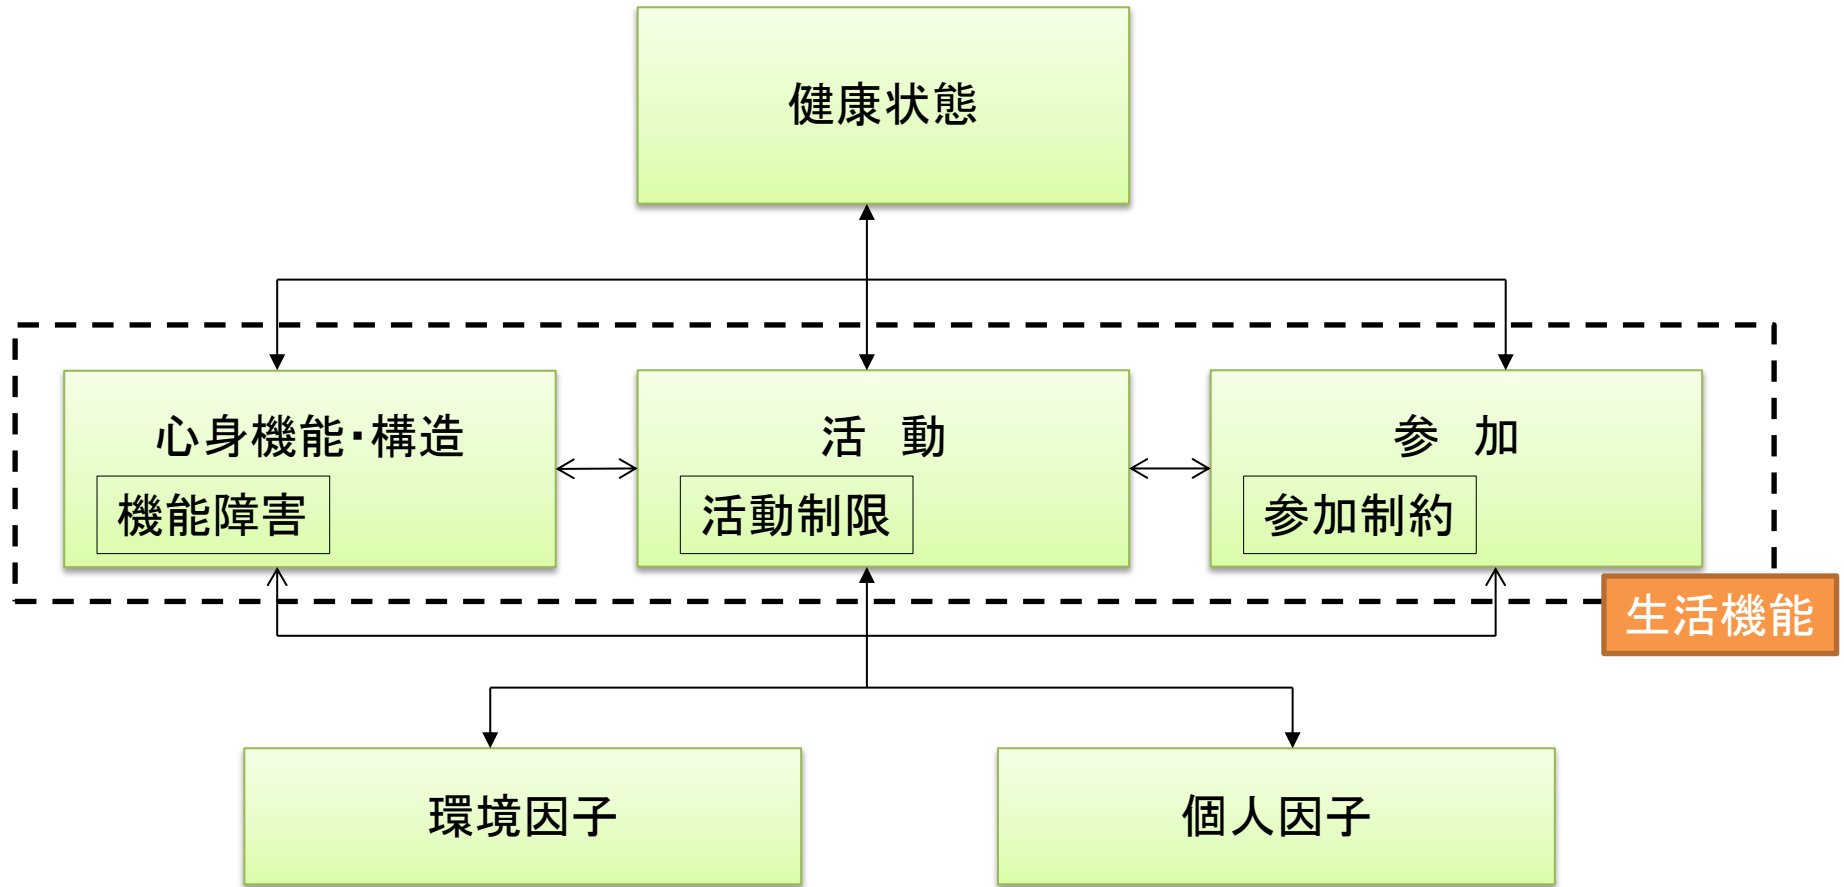 健康状態
心身機能・構造
機能障害
活　動
活動制限
参　加
参加制約
生活機能
環境因子
個人因子